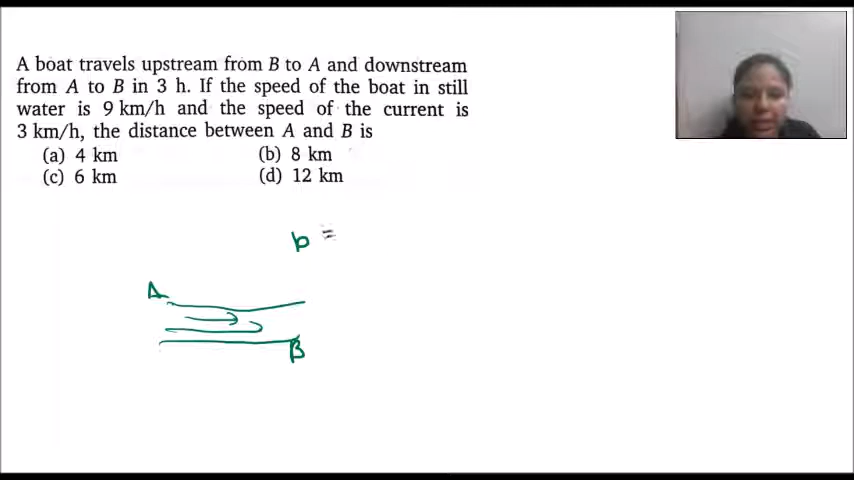 A boat travels upstream from B to A and downstream
from A to B in 3 h. If the speed of the boat in still
water is 9 km/h and the speed of the current is
3 km/h, the distance between A and B is
(a) 4 km (b) 8 km
(c) 6 km (d) 12 km
b =
A
B